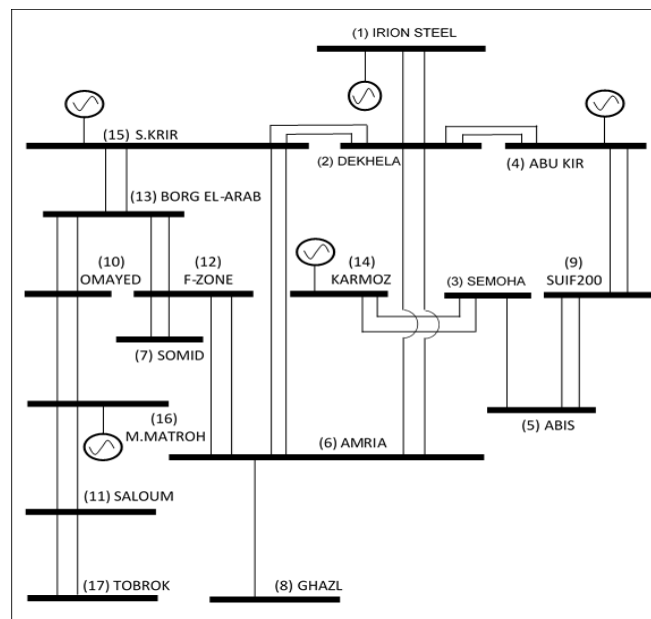 (1) IRION STEEL
(15) S.KRIR
(2) DEKHELA
(4) ABU KIR
(13) BORG EL-ARAB
(10)
OMAYED
(12)
F-ZONE
(14)
KARMOZ
(3) SEMOHA
(9)
SUIF200
(7) SOMID
(16)
M.MATROH
(5) ABIS
(6) AMRIA
(11) SALOUM
(17) TOBROK
(8) GHAZL